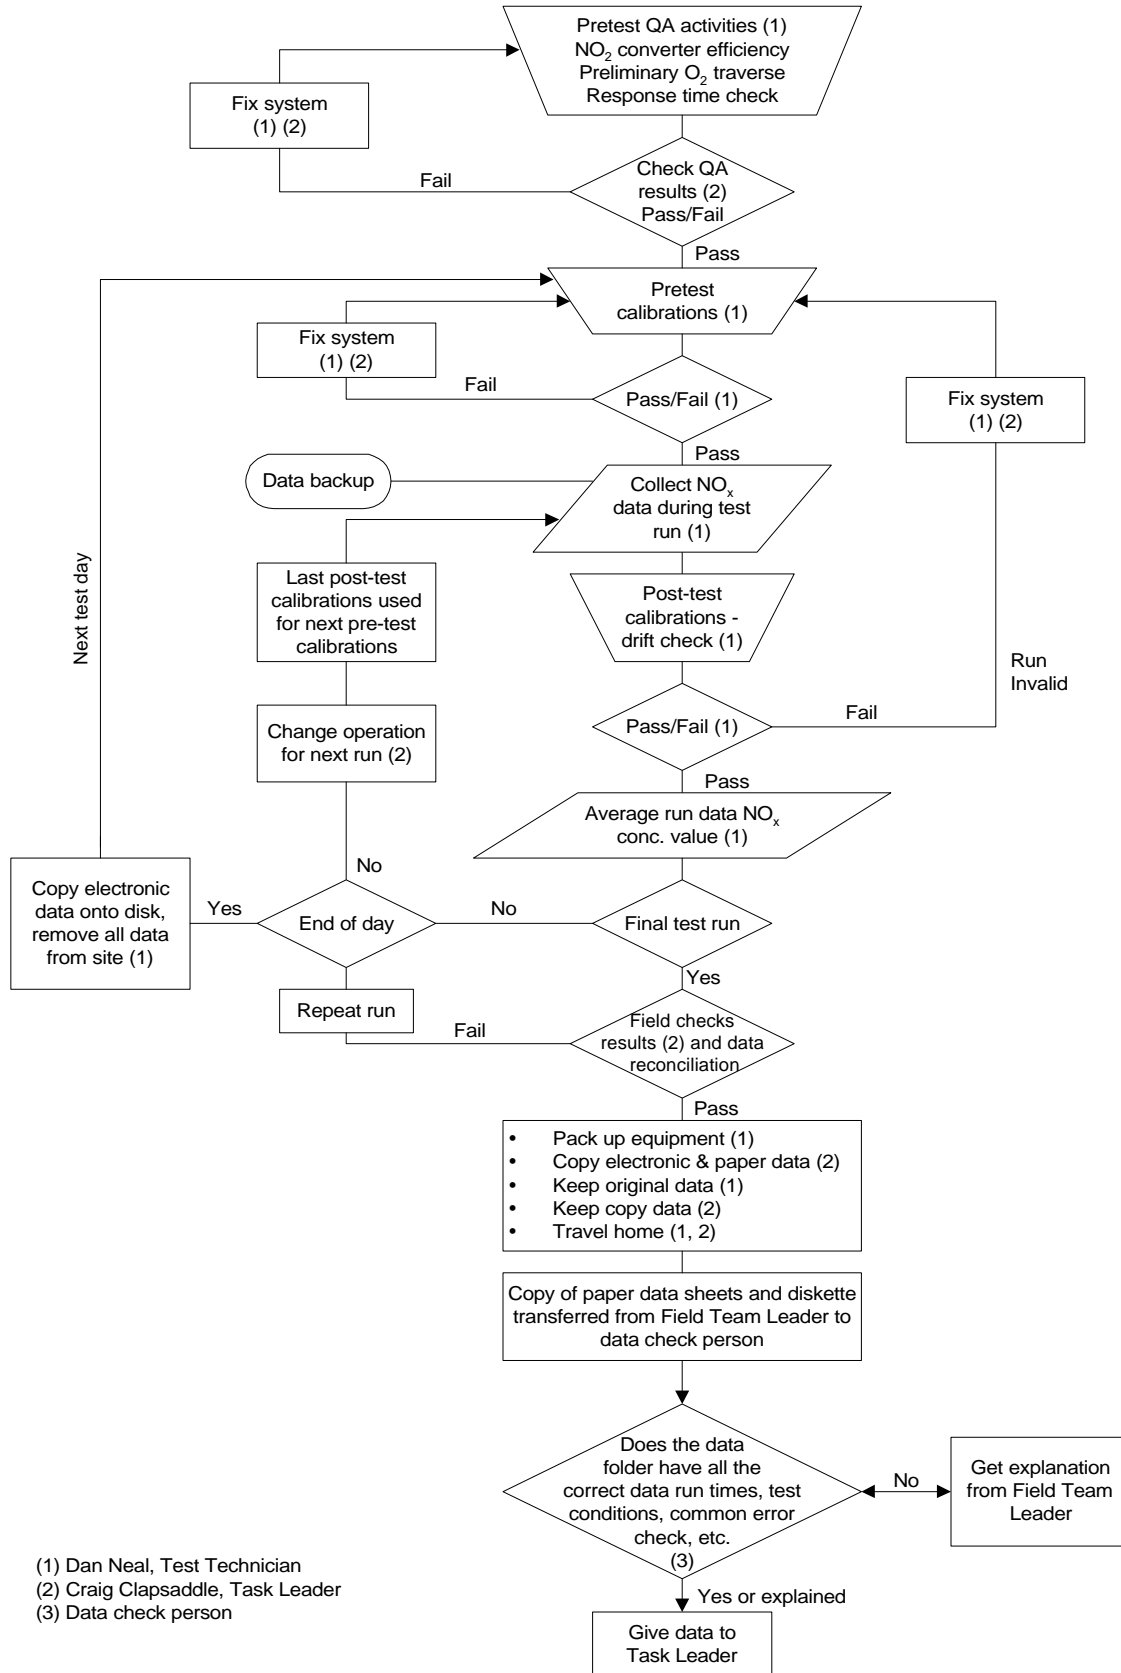 Pretest QA activities (1)
NO₂ converter efficiency
Preliminary O₂ traverse
Response time check
Fix system
(1) (2)
Fail
Check QA
results (2)
Pass/Fail
Pass
Pretest
calibrations (1)
Fix system
(1) (2)
Fail
Pass/Fail (1)
Fix system
(1) (2)
Pass
Data backup
Collect NOₓ
data during test
run (1)
Next test day
Last post-test
calibrations used
for next pre-test
calibrations
Post-test
calibrations -
drift check (1)
Run
Invalid
Change operation
for next run (2)
Pass/Fail (1)
Fail
Pass
Average run data NOₓ
conc. value (1)
No
Copy electronic
data onto disk,
remove all data
from site (1)
Yes
End of day
No
Final test run
Yes
Repeat run
Fail
Field checks
results (2) and data
reconciliation
Pass
• Pack up equipment (1)
• Copy electronic & paper data (2)
• Keep original data (1)
• Keep copy data (2)
• Travel home (1, 2)
Copy of paper data sheets and diskette
transferred from Field Team Leader to
data check person
Does the data
folder have all the
correct data run times, test
conditions, common error
check, etc.
(3)
No
Get explanation
from Field Team
Leader
Yes or explained
Give data to
Task Leader
(1) Dan Neal, Test Technician
(2) Craig Clapsaddle, Task Leader
(3) Data check person